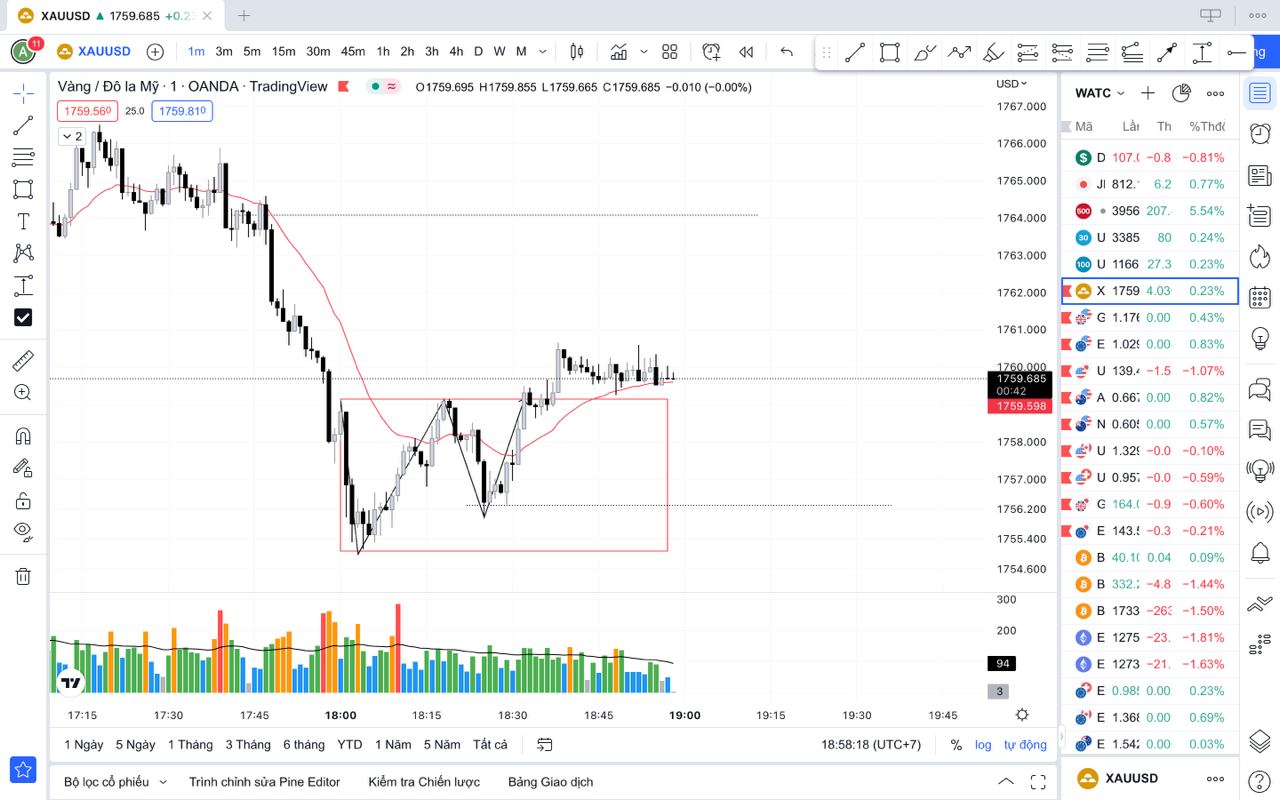 XAUUSD ▲ 1759.685 +0.2
11
A XAUUSD 1m 3m 5m 15m 30m 45m 1h 2h 3h 4h D W M
Vàng / Đô la Mỹ · 1 · OANDA · TradingView O1759.695 H1759.855 L1759.665 C1759.685 −0.010 (−0.00%)
1759.560 25.0 1759.810
2
USD
1767.000
1766.000
1765.000
1764.000
1763.000
1762.000
1761.000
1760.000
1759.685
00:42
1759.598
1758.000
1757.000
1756.200
1755.400
1754.600
300
200
94
3
17:15 17:30 17:45 18:00 18:15 18:30 18:45 19:00 19:15 19:30 19:45
1 Ngày 5 Ngày 1 Tháng 3 Tháng 6 tháng YTD 1 Năm 5 Năm Tất cả 18:58:18 (UTC+7) % log tự động
Bộ lọc cổ phiếu Trình chỉnh sửa Pine Editor Kiểm tra Chiến lược Bảng Giao dịch
WATC
Mã Lần Th %Thđ
D 107.0 −0.8 −0.81%
812. 6.2 0.77%
500 3956 207. 5.54%
30 U 3385 80 0.24%
100 U 1166 27.3 0.23%
X 1759 4.03 0.23%
G 1.176 0.00 0.43%
E 1.029 0.00 0.83%
U 139.4 −1.5 −1.07%
A 0.667 0.00 0.82%
N 0.605 0.00 0.57%
U 1.329 −0.0 −0.10%
U 0.957 −0.0 −0.59%
G 164.0 −0.9 −0.60%
E 143.5 −0.3 −0.21%
B 40.10 0.04 0.09%
B 332.2 −4.8 −1.44%
B 1733 −263 −1.50%
E 1275 −23. −1.81%
E 1273 −21. −1.63%
E 0.985 0.00 0.23%
E 1.368 0.00 0.69%
E 1.542 0.00 0.03%
XAUUSD